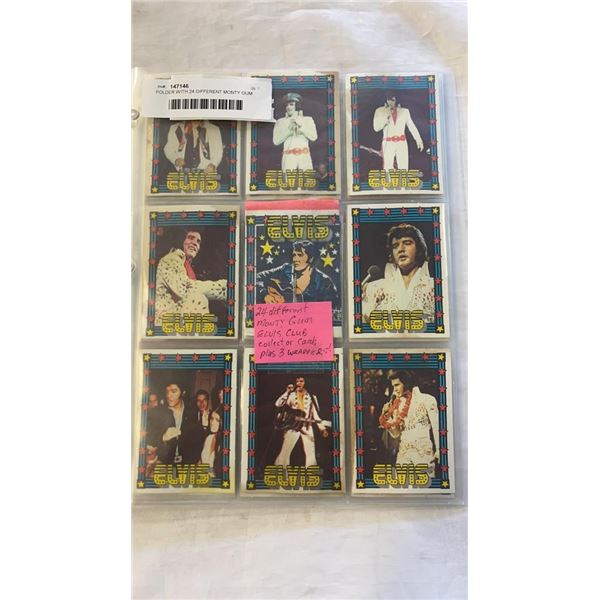 Inv#: 147146
FOLDER WITH 24 DIFFERENT MONTY GUM
ELVIS
ELVIS
ELVIS
ELVIS
ELVIS
ELVIS
24 different
MONTY GUM
ELVIS CLUB
collector cards
plus 3 WRAPPERS!
ELVIS
ELVIS
ELVIS